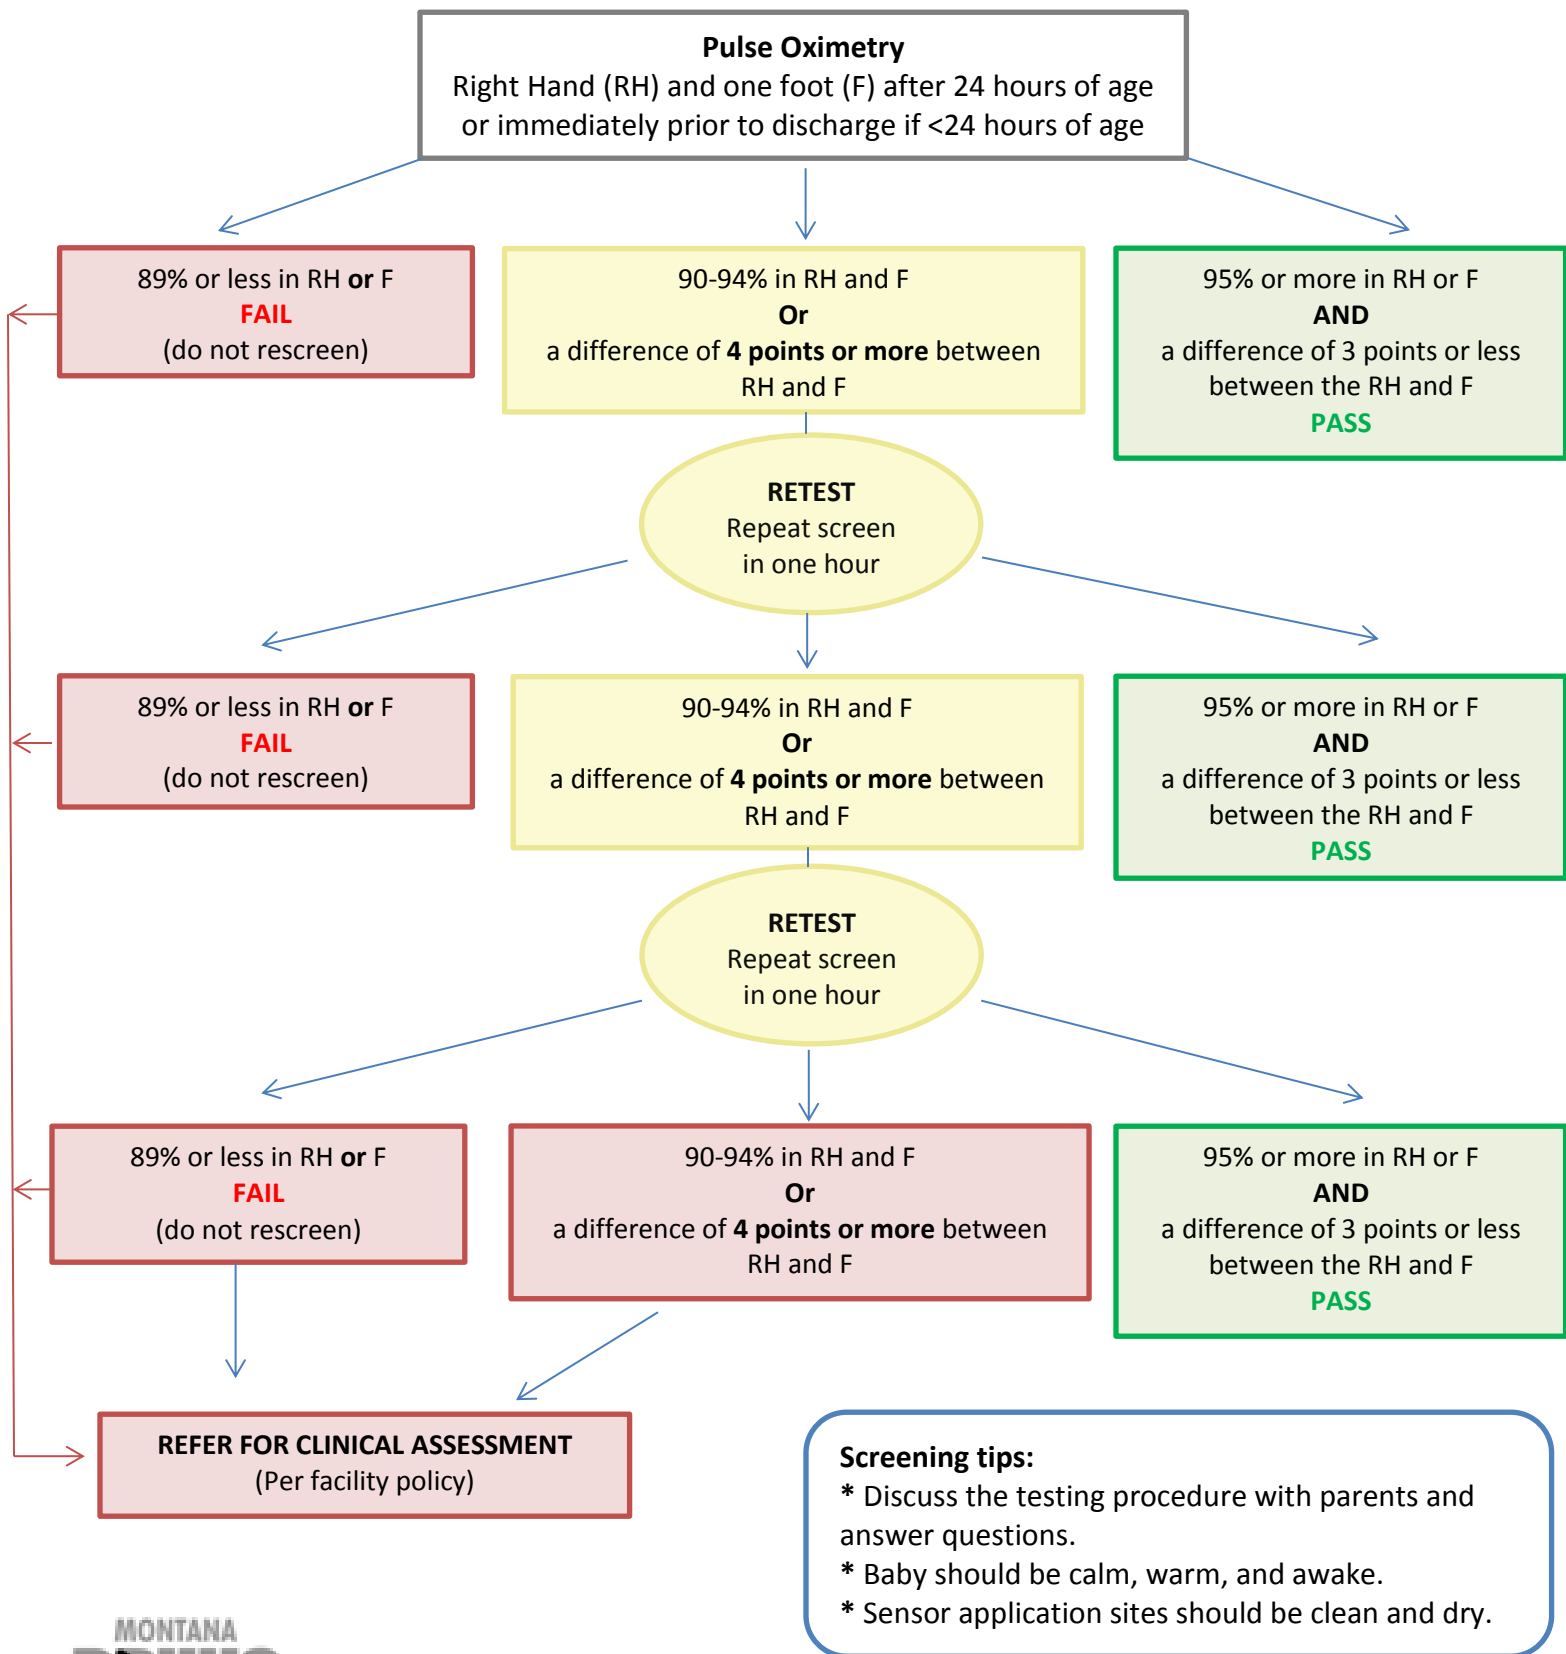 Pulse Oximetry
Right Hand (RH) and one foot (F) after 24 hours of age
or immediately prior to discharge if <24 hours of age
89% or less in RH or F
FAIL
(do not rescreen)
90-94% in RH and F
Or
a difference of 4 points or more between
RH and F
95% or more in RH or F
AND
a difference of 3 points or less
between the RH and F
PASS
RETEST
Repeat screen
in one hour
89% or less in RH or F
FAIL
(do not rescreen)
90-94% in RH and F
Or
a difference of 4 points or more between
RH and F
95% or more in RH or F
AND
a difference of 3 points or less
between the RH and F
PASS
RETEST
Repeat screen
in one hour
89% or less in RH or F
FAIL
(do not rescreen)
90-94% in RH and F
Or
a difference of 4 points or more between
RH and F
95% or more in RH or F
AND
a difference of 3 points or less
between the RH and F
PASS
REFER FOR CLINICAL ASSESSMENT
(Per facility policy)
Screening tips:
* Discuss the testing procedure with parents and
answer questions.
* Baby should be calm, warm, and awake.
* Sensor application sites should be clean and dry.
MONTANA